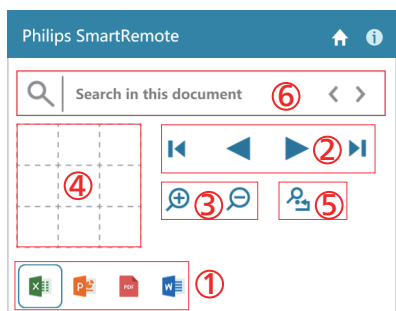 Philips SmartRemote
Search in this document ⑥
②
④
③ ⑤
X P PDF W ①